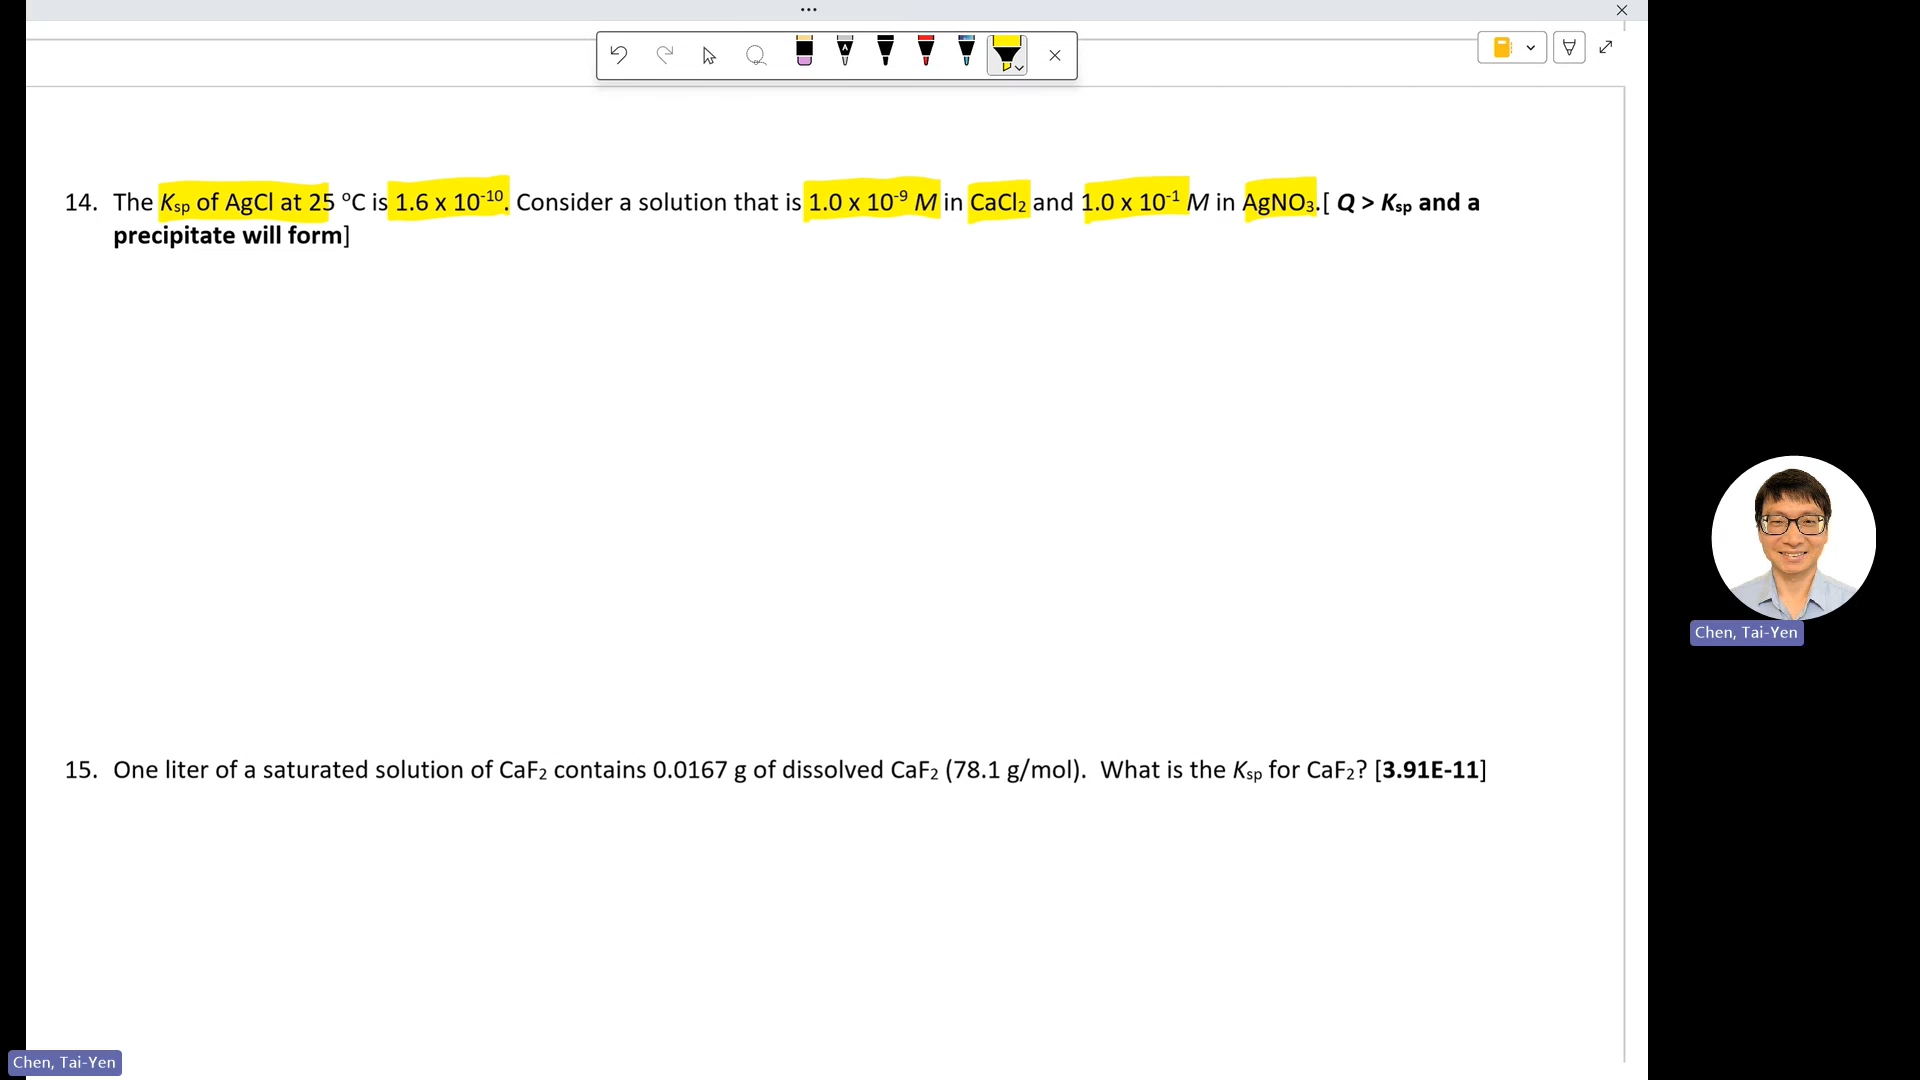 14. The Ksp of AgCl at 25 ºC is 1.6 x 10⁻¹⁰. Consider a solution that is 1.0 x 10⁻⁹ M in CaCl₂ and 1.0 x 10⁻¹ M in AgNO₃.[ Q > Ksp and a
precipitate will form]
15. One liter of a saturated solution of CaF₂ contains 0.0167 g of dissolved CaF₂ (78.1 g/mol). What is the Ksp for CaF₂? [3.91E-11]
Chen, Tai-Yen
Chen, Tai-Yen